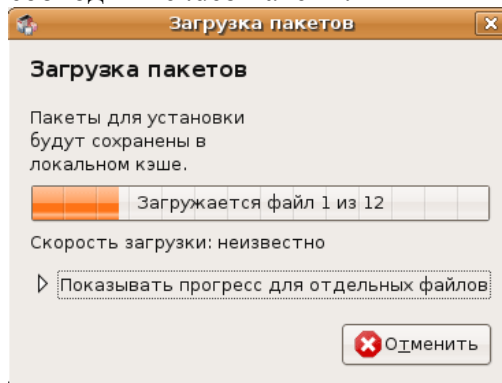 Загрузка пакетов
Загрузка пакетов
Пакеты для установки
будут сохранены в
локальном кэше.
Загружается файл 1 из 12
Скорость загрузки: неизвестно
Показывать прогресс для отдельных файлов
Отменить